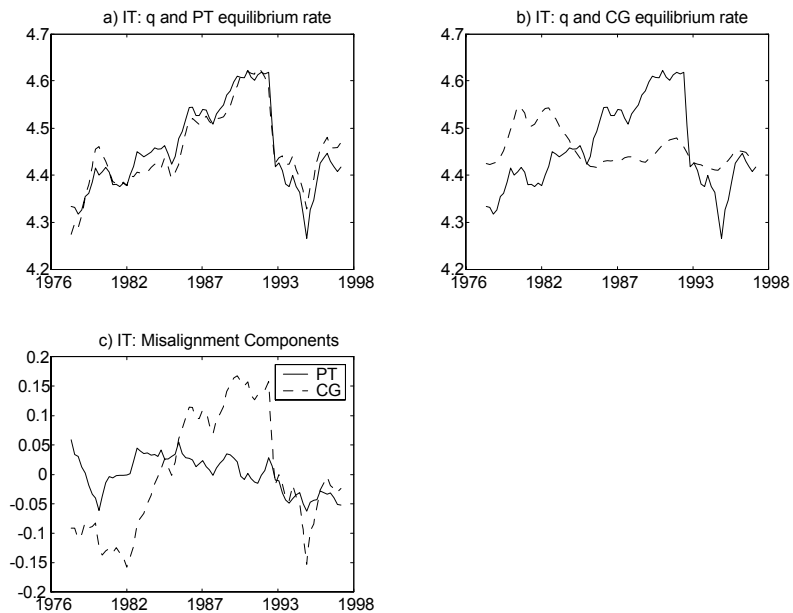 a) IT: q and PT equilibrium rate
4.7
4.6
4.5
4.4
4.3
4.2
1976 1982 1987 1993 1998
b) IT: q and CG equilibrium rate
4.7
4.6
4.5
4.4
4.3
4.2
1976 1982 1987 1993 1998
c) IT: Misalignment Components
0.2
0.15
0.1
0.05
0
-0.05
-0.1
-0.15
-0.2
1976 1982 1987 1993 1998
PT
CG